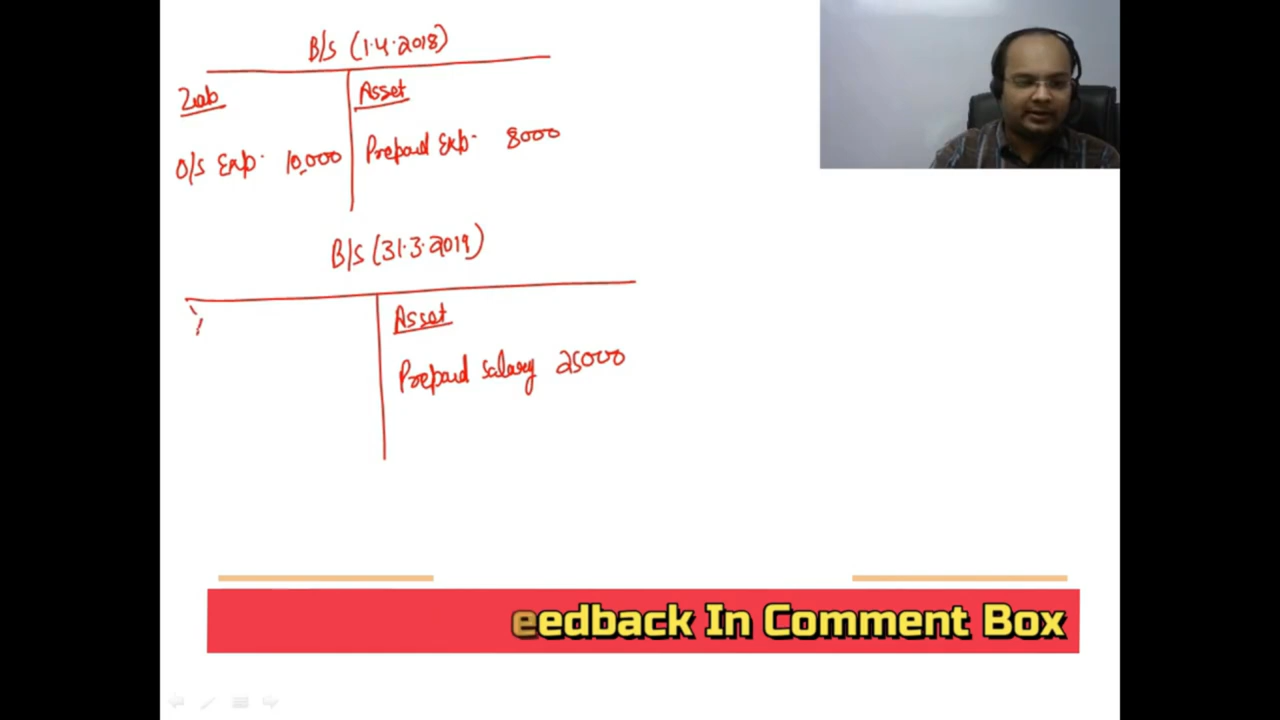 B/S (1.4.2018)
Liab Asset
O/S Exp. 10,000 Prepaid Exp. 8000
B/S (31.3.2019)
Asset
Prepaid Salary 25000
eedback In Comment Box